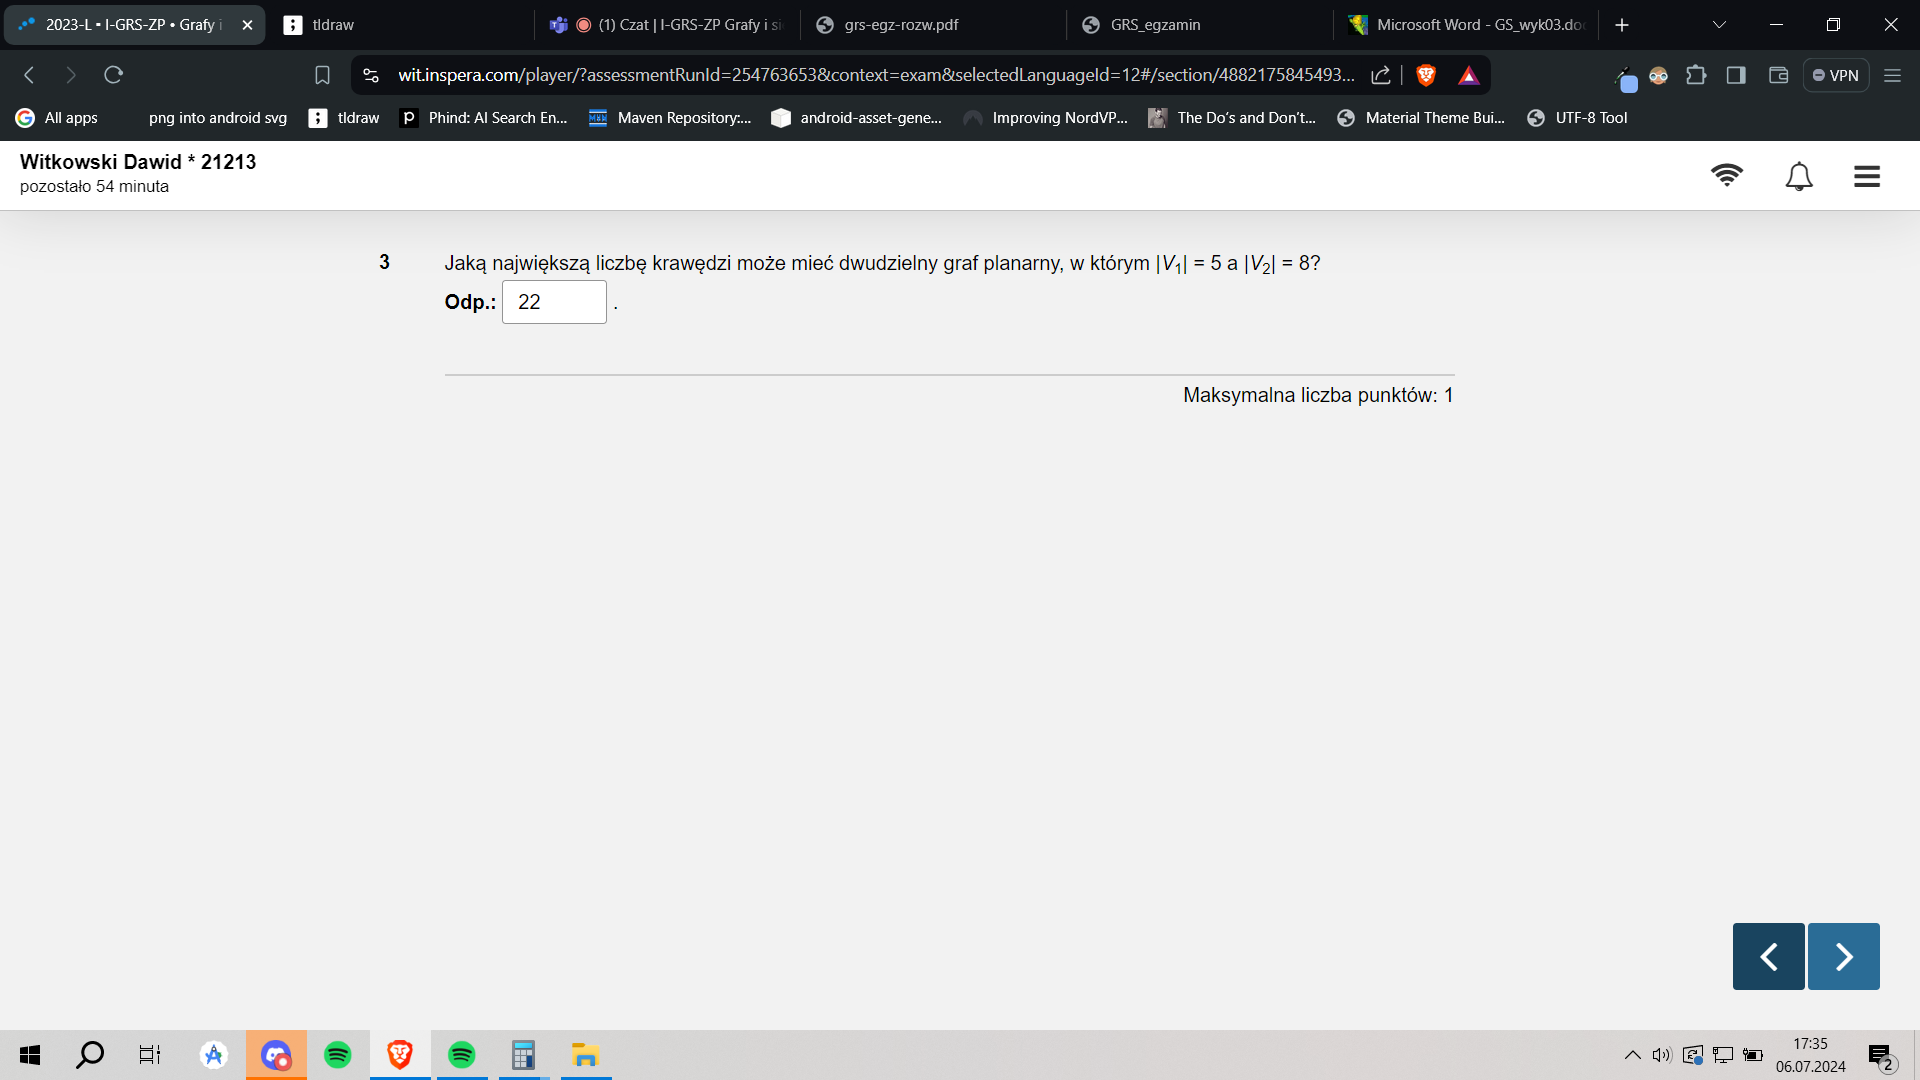 2023-L • I-GRS-ZP • Grafy i
tldraw
(1) Czat | I-GRS-ZP Grafy i si
grs-egz-rozw.pdf
GRS_egzamin
Microsoft Word - GS_wyk03.doc
wit.inspera.com/player/?assessmentRunId=254763653&context=exam&selectedLanguageId=12#/section/4882175845493...
VPN
All apps
png into android svg
tldraw
Phind: AI Search En...
Maven Repository:...
android-asset-gene...
Improving NordVP...
The Do's and Don't...
Material Theme Bui...
UTF-8 Tool
Witkowski Dawid * 21213
pozostało 54 minuta
3 Jaką największą liczbę krawędzi może mieć dwudzielny graf planarny, w którym |V₁| = 5 a |V₂| = 8?
Odp.: 22 .
Maksymalna liczba punktów: 1
17:35
06.07.2024
2